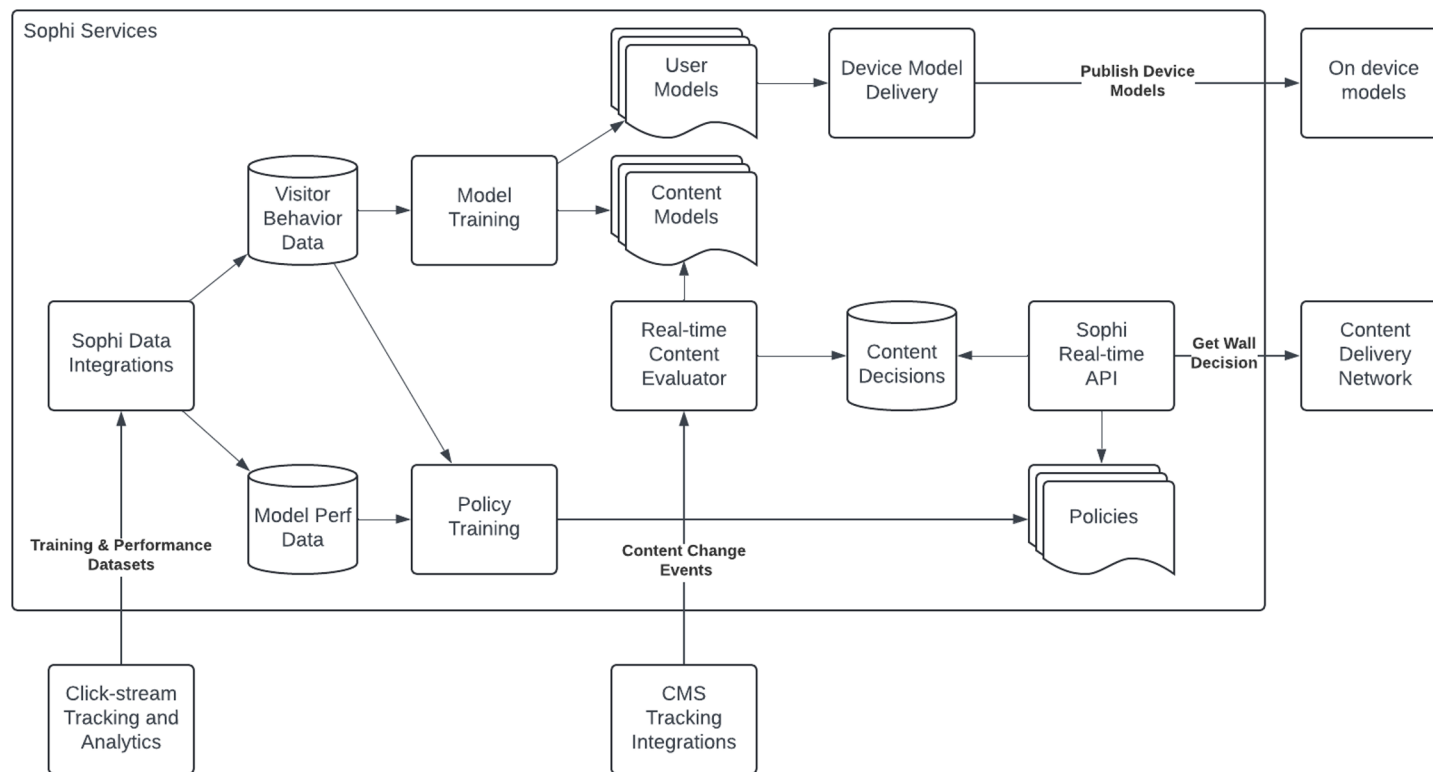 Sophi Services
User
Models
Device Model
Delivery
Publish Device
Models
On device
models
Visitor
Behavior
Data
Model
Training
Content
Models
Sophi Data
Integrations
Real-time
Content
Evaluator
Content
Decisions
Sophi
Real-time
API
Get Wall
Decision
Content
Delivery
Network
Model Perf
Data
Policy
Training
Policies
Training & Performance
Datasets
Content Change
Events
Click-stream
Tracking and
Analytics
CMS
Tracking
Integrations